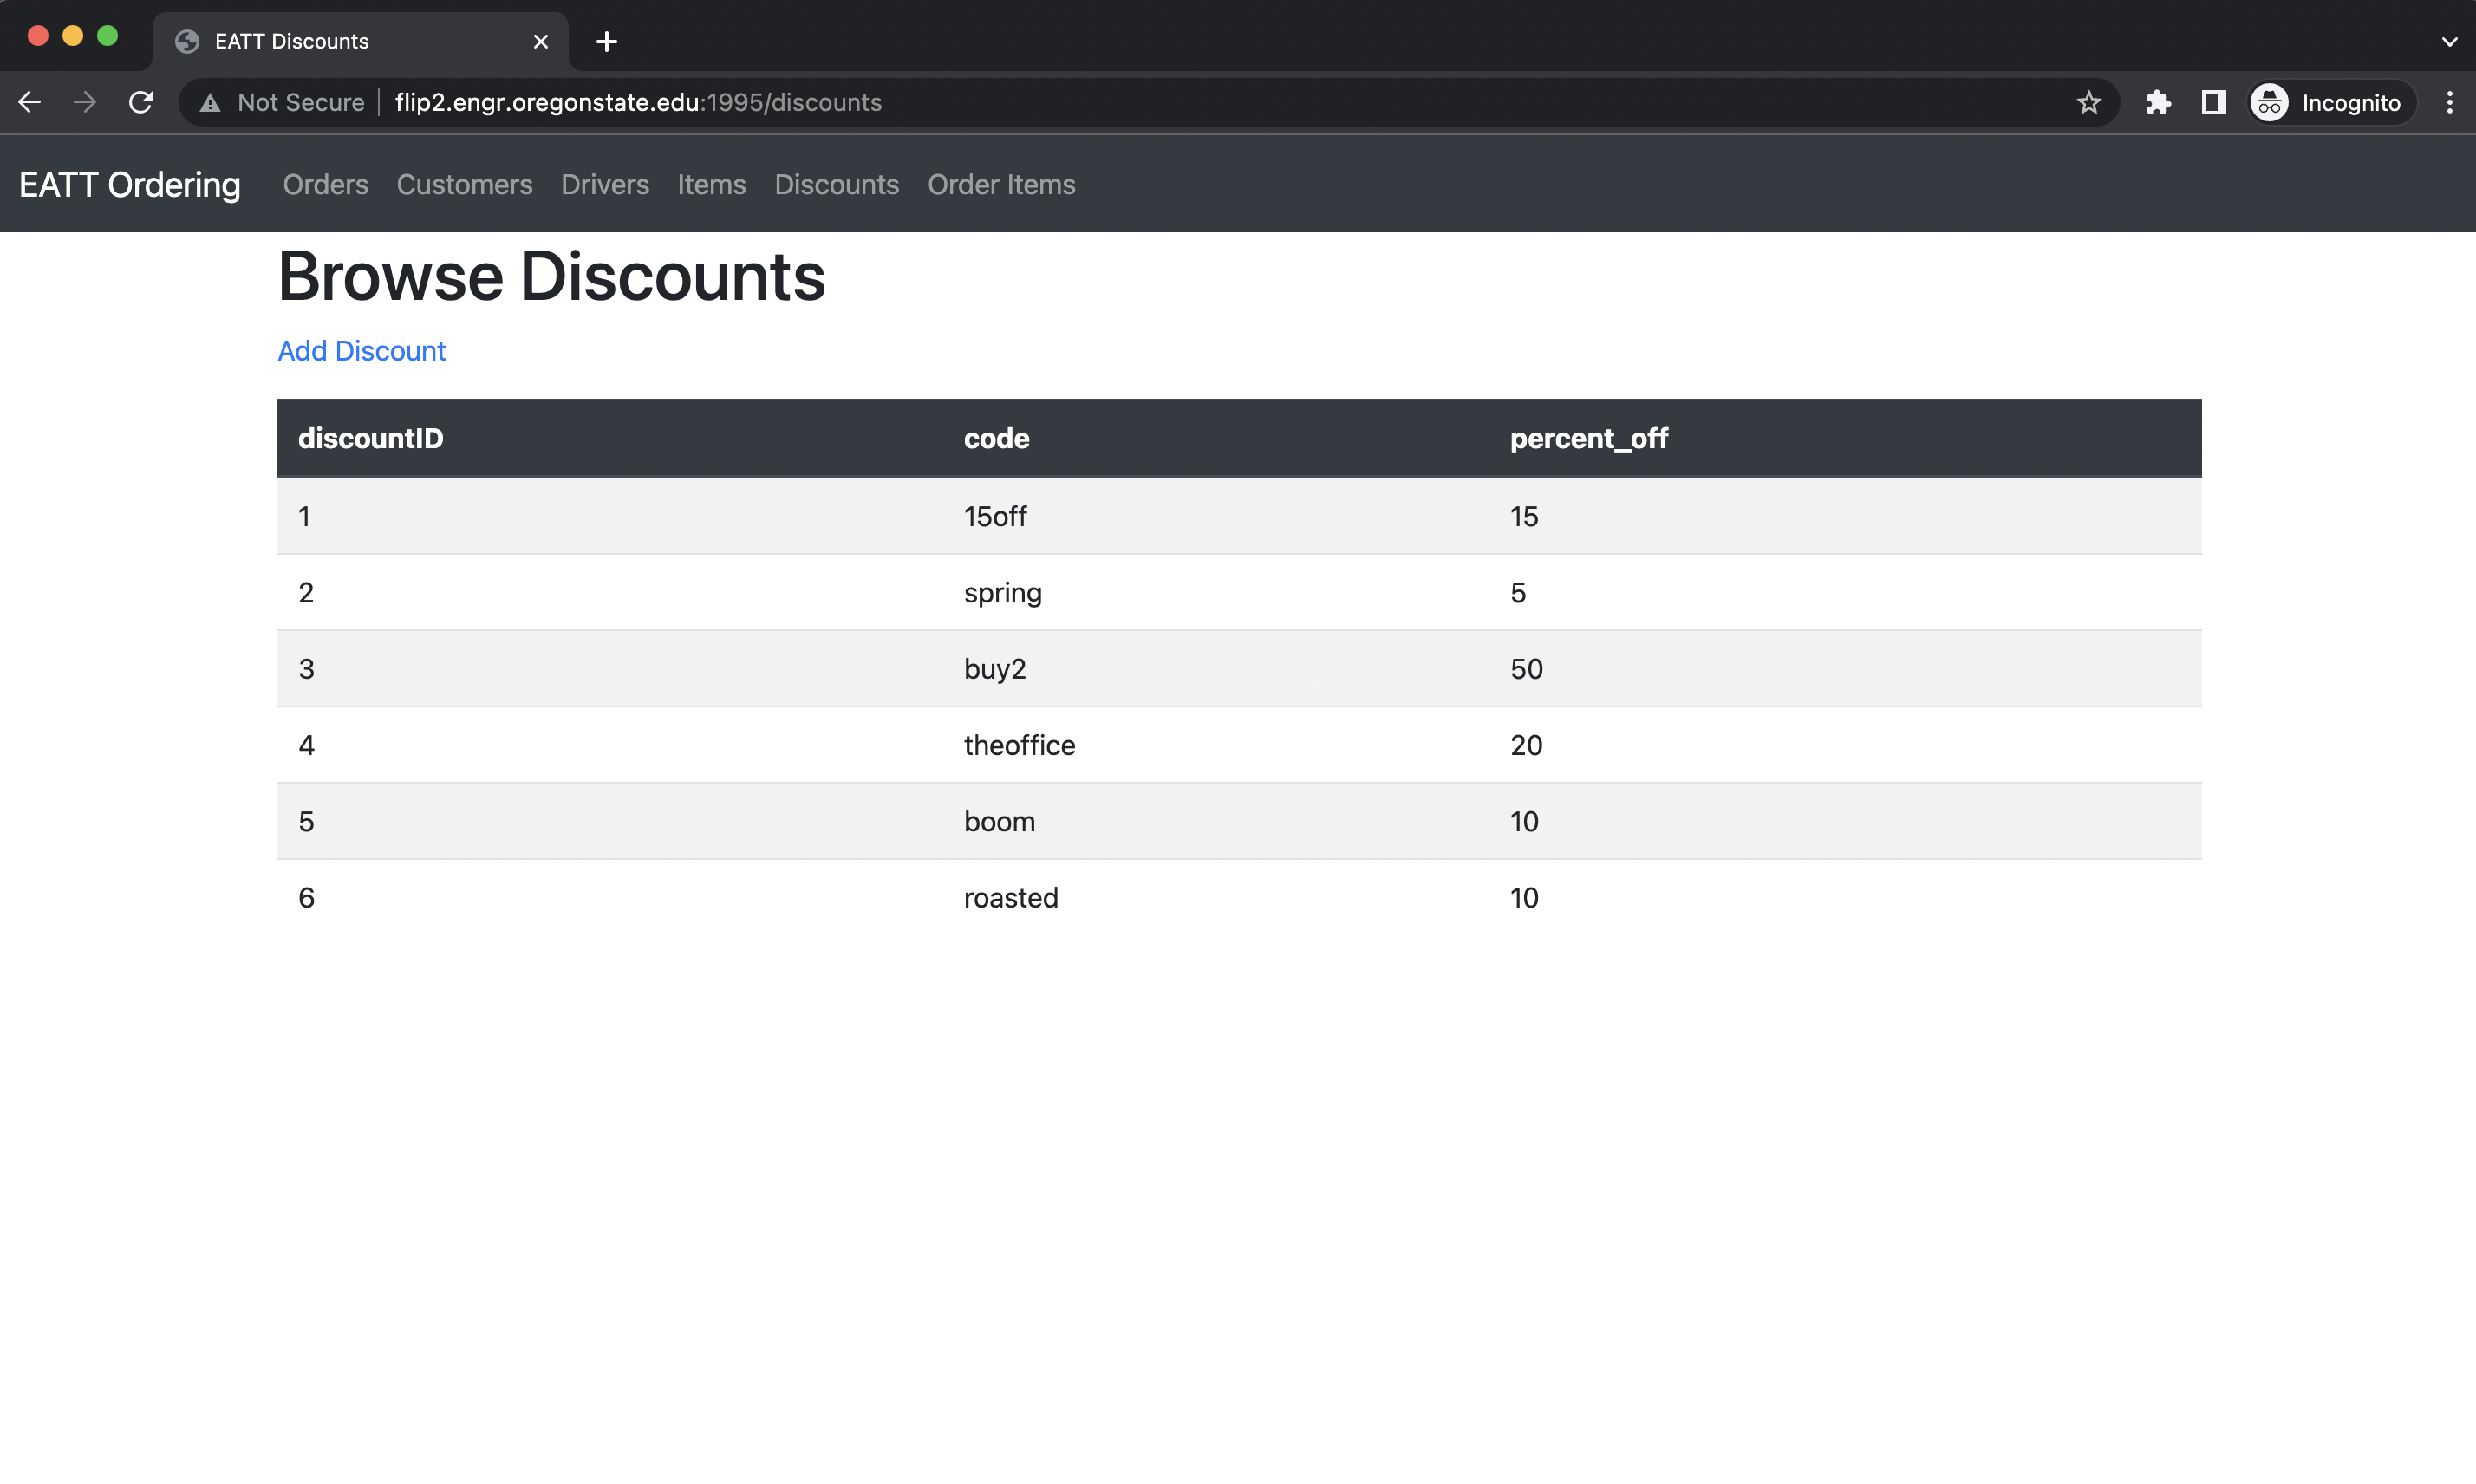 EATT Discounts
Not Secure flip2.engr.oregonstate.edu:1995/discounts Incognito
EATT Ordering Orders Customers Drivers Items Discounts Order Items
Browse Discounts
Add Discount
discountID code percent_off
1 15off 15
2 spring 5
3 buy2 50
4 theoffice 20
5 boom 10
6 roasted 10